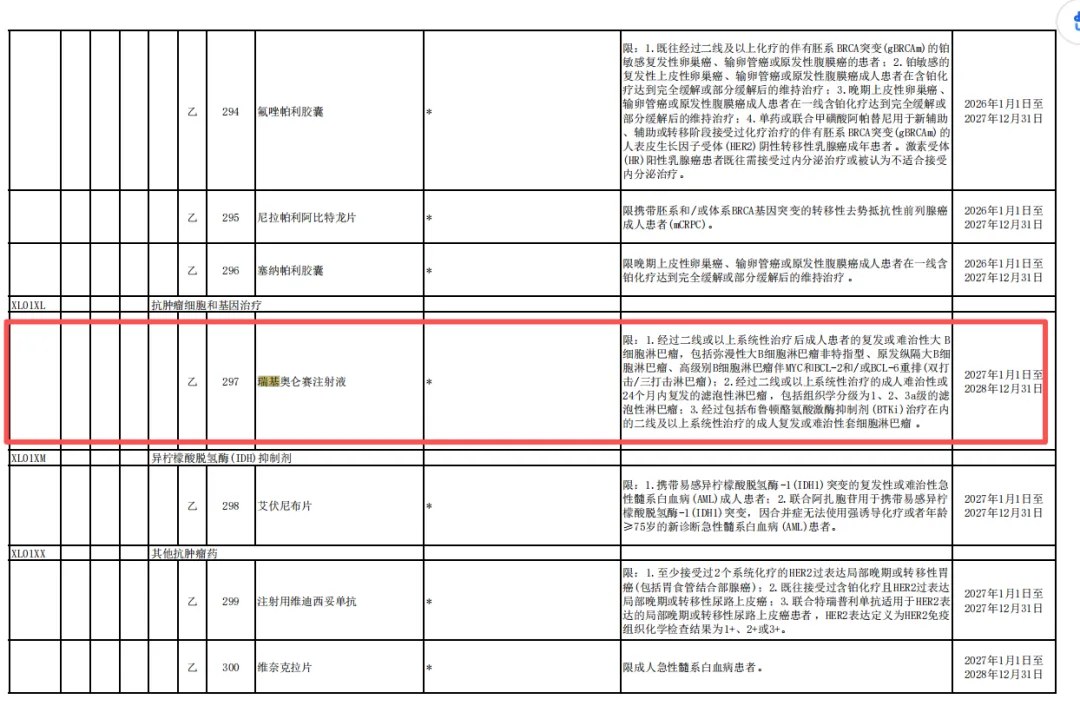 限：1.既往经过二线及以上化疗的伴有胚系BRCA突变(gBRCAm)的铂
敏感复发性卵巢癌、输卵管癌或原发性腹膜癌的患者；2.铂敏感的
复发性上皮性卵巢癌、输卵管癌或原发性腹膜癌成人患者在含铂化
疗达到完全缓解或部分缓解后的维持治疗；3.晚期上皮性卵巢癌、
输卵管癌或原发性腹膜癌成人患者在一线含铂化疗达到完全缓解或
部分缓解后的维持治疗；4.单药或联合甲磺酸阿帕替尼用于新辅助
、辅助或转移阶段接受过化疗治疗的伴有胚系BRCA突变(gBRCAm)的
人表皮生长因子受体(HER2)阴性转移性乳腺癌成年患者。激素受体
(HR)阳性乳腺癌患者既往需接受过内分泌治疗或被认为不适合接受
内分泌治疗。
乙 294 氟唑帕利胶囊 *
2026年1月1日至
2027年12月31日
乙 295 尼拉帕利阿比特龙片 *
限携带胚系和/或体系BRCA基因突变的转移性去势抵抗性前列腺癌
成人患者(mCRPC)。
2026年1月1日至
2027年12月31日
乙 296 塞纳帕利胶囊 *
限晚期上皮性卵巢癌、输卵管癌或原发性腹膜癌成人患者在一线含
铂化疗达到完全缓解或部分缓解后的维持治疗。
2026年1月1日至
2027年12月31日
XL01XL 抗肿瘤细胞和基因治疗
乙 297 瑞基奥仑赛注射液 *
限：1.经过二线或以上系统性治疗后成人患者的复发或难治性大B
细胞淋巴瘤，包括弥漫性大B细胞淋巴瘤非特指型、原发纵隔大B细
胞淋巴瘤、高级别B细胞淋巴瘤伴MYC和BCL-2和/或BCL-6重排(双打
击/三打击淋巴瘤)；2.经过二线或以上系统性治疗的成人难治性或
24个月内复发的滤泡性淋巴瘤，包括组织学分级为1、2、3a级的滤
泡性淋巴瘤；3.经过包括布鲁顿酪氨酸激酶抑制剂(BTKi)治疗在内
的二线及以上系统性治疗的成人复发或难治性套细胞淋巴瘤。
2027年1月1日至
2028年12月31日
XL01XM 异柠檬酸脱氢酶(IDH)抑制剂
乙 298 艾伏尼布片 *
限：1.携带易感异柠檬酸脱氢酶-1(IDH1)突变的复发性或难治性急
性髓系白血病(AML)成人患者；2.联合阿扎胞苷用于携带易感异柠
檬酸脱氢酶-1(IDH1)突变，因合并症无法使用强诱导化疗或者年龄
≥75岁的新诊断急性髓系白血病(AML)患者。
2027年1月1日至
2027年12月31日
XL01XX 其他抗肿瘤药
乙 299 注射用维迪西妥单抗 *
限：1.至少接受过2个系统化疗的HER2过表达局部晚期或转移性胃
癌(包括胃食管结合部腺癌)；2.既往接受过含铂化疗且HER2过表达
局部晚期或转移性尿路上皮癌；3.联合特瑞普利单抗适用于HER2表
达的局部晚期或转移性尿路上皮癌患者，HER2表达定义为HER2免疫
组织化学检查结果为1+、2+或3+。
2027年1月1日至
2027年12月31日
乙 300 维奈克拉片 *
限成人急性髓系白血病患者。
2027年1月1日至
2028年12月31日